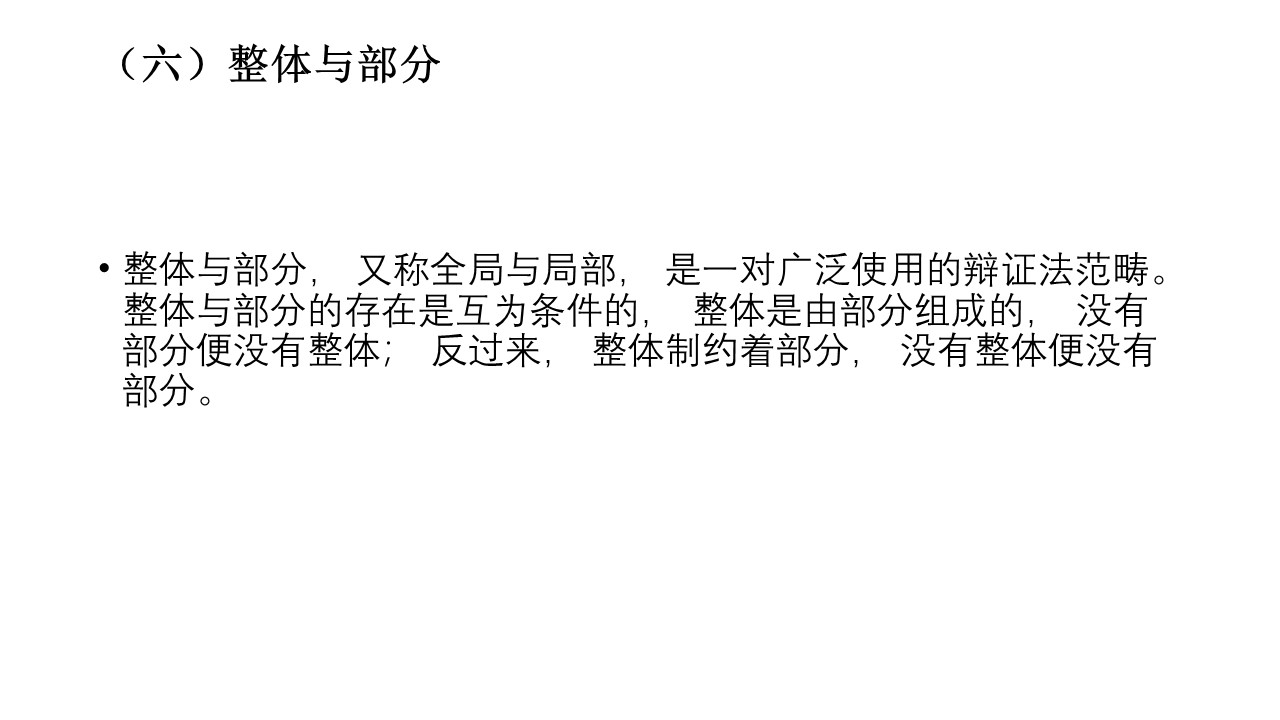 （六）整体与部分
• 整体与部分， 又称全局与局部， 是一对广泛使用的辩证法范畴。
整体与部分的存在是互为条件的， 整体是由部分组成的， 没有
部分便没有整体； 反过来， 整体制约着部分， 没有整体便没有
部分。